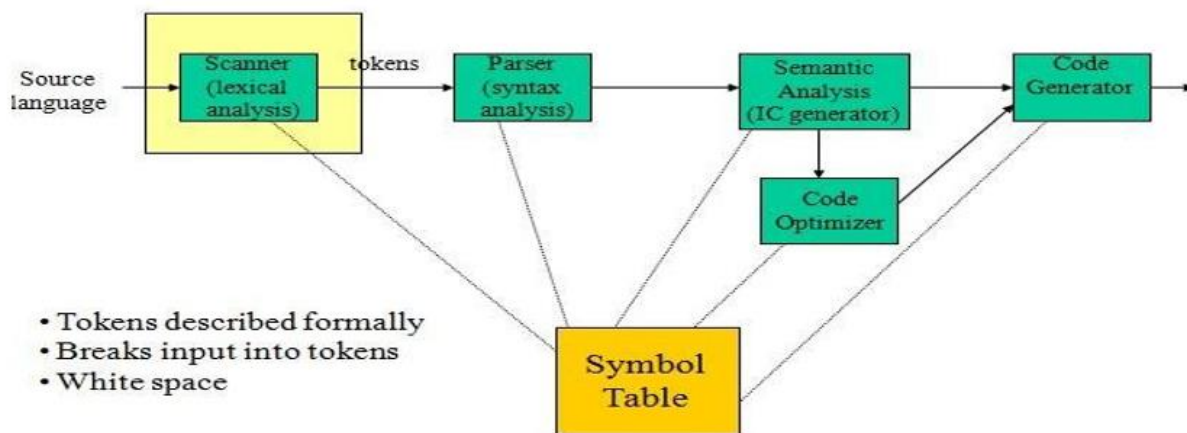 Source
language
Scanner
(lexical
analysis)
tokens
Parser
(syntax
analysis)
Semantic
Analysis
(IC generator)
Code
Generator
Code
Optimizer
• Tokens described formally
• Breaks input into tokens
• White space
Symbol
Table